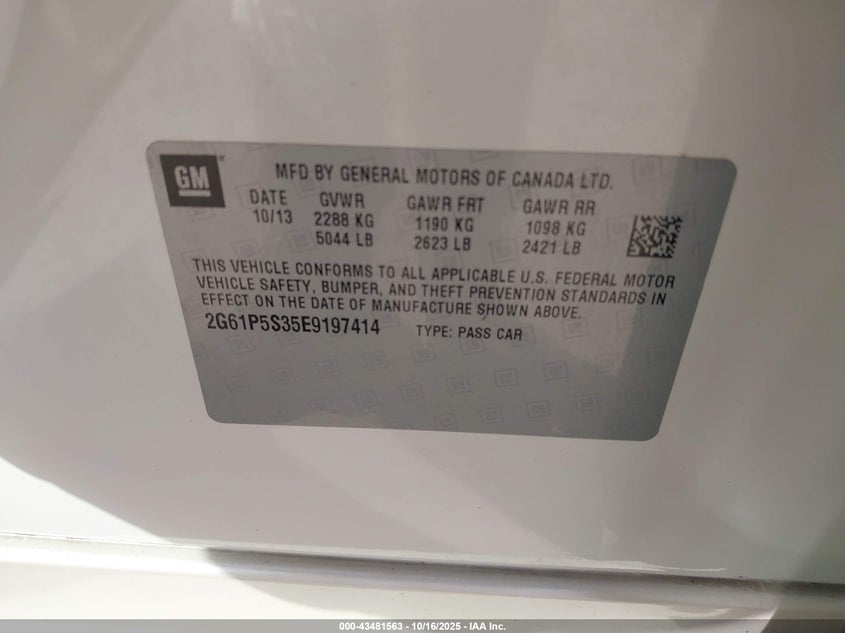 GM
MFD BY GENERAL MOTORS OF CANADA LTD.
DATE GVWR GAWR FRT GAWR RR
10/13 2288 KG 1190 KG 1098 KG
5044 LB 2623 LB 2421 LB
THIS VEHICLE CONFORMS TO ALL APPLICABLE U.S. FEDERAL MOTOR
VEHICLE SAFETY, BUMPER, AND THEFT PREVENTION STANDARDS IN
EFFECT ON THE DATE OF MANUFACTURE SHOWN ABOVE.
2G61P5S35E9197414 TYPE: PASS CAR
000-43481563 - 10/16/2025 - IAA Inc.